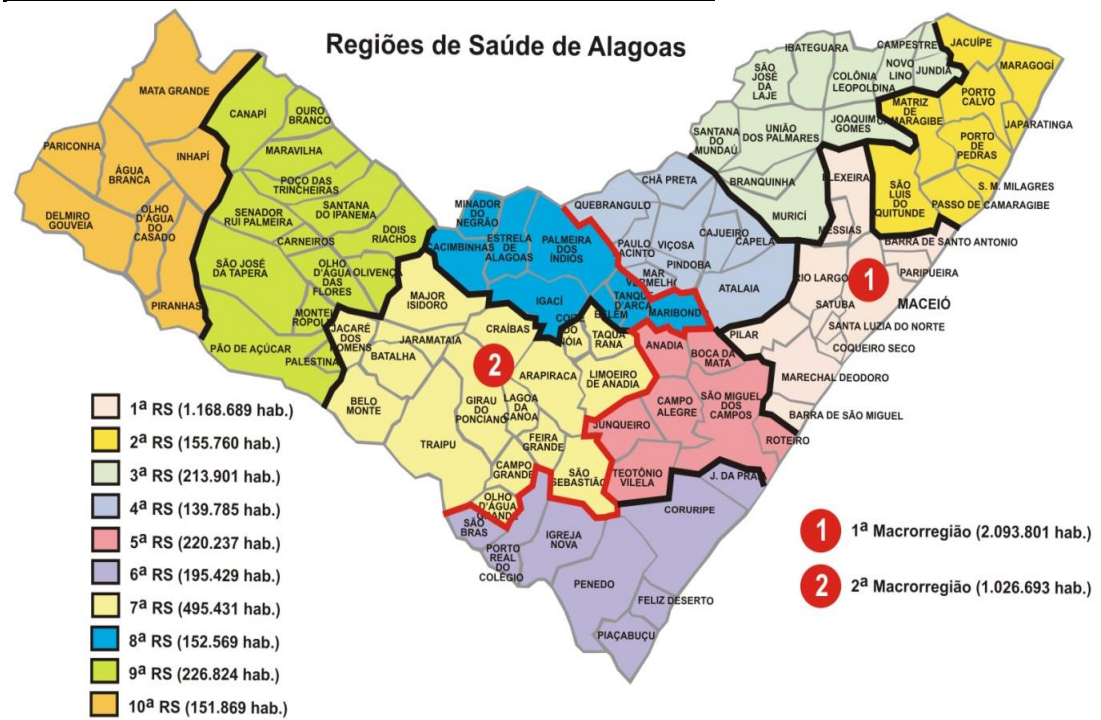 Regiões de Saúde de Alagoas
MATA GRANDE
PARICONHA
ÁGUA
BRANCA
INHAPÍ
DELMIRO
GOUVEIA
OLHO
D'ÁGUA
DO
CASADO
PIRANHAS
CANAPÍ
OURO
BRANCO
MARAVILHA
POÇO DAS
TRINCHEIRAS
SENADOR
RUI PALMEIRA
SANTANA
DO IPANEMA
CARNEIROS
DOIS
RIACHOS
SÃO JOSÉ
DA TAPERA
OLHO
D'ÁGUA
DAS
FLORES
OLIVENÇA
MONTEI
RÓPOL
PÃO DE AÇÚCAR
PALESTINA
MINADOR
DO
NEGRÃO
CACIMBINHAS
ESTRELA
DE
ALAGOAS
PALMEIRA
DOS
ÍNDIOS
IGACÍ
TANQUE
D'ARCA
BELÉM
MARIBONDO
MAJOR
ISIDORO
JACARÉ
DOS
HOMENS
JARAMATAIA
BATALHA
BELO
MONTE
CRAÍBAS
COITÉ
DO
NÓIA
TAQUA
RANA
ARAPIRACA
LIMOEIRO
DE ANADIA
GIRAU
DO
PONCIANO
LAGOA
DA
CANOA
TRAIPU
FEIRA
GRANDE
CAMPO
GRANDE
SÃO
SEBASTIÃO
OLHO
D'ÁGUA
GRANDE
QUEBRANGULO
CHÃ PRETA
PAULO
JACINTO
VIÇOSA
CAJUEIRO
CAPELA
PINDOBA
MAR
VERMELHO
ATALAIA
IBATEGUARA
CAMPESTRE
SÃO
JOSÉ
DA
LAJE
COLÔNIA
LEOPOLDINA
NOVO
LINO
JUNDIÁ
SANTANA
DO
MUNDAÚ
UNIÃO
DOS PALMARES
JOAQUIM
GOMES
BRANQUINHA
MURICÍ
JACUÍPE
MARAGOGÍ
MATRIZ
DE
CAMARAGIBE
PORTO
CALVO
JAPARATINGA
PORTO
DE
PEDRAS
SÃO
LUIS
DO
QUITUNDE
S. M. MILAGRES
PASSO DE CAMARAGIBE
FLEXEIRA
MESSIAS
BARRA DE SANTO ANTONIO
RIO LARGO
1
PARIPUEIRA
SATUBA
MACEIÓ
SANTA LUZIA DO NORTE
PILAR
COQUEIRO SECO
MARECHAL DEODORO
BARRA DE SÃO MIGUEL
ANADIA
BOCA DA
MATA
CAMPO
ALEGRE
SÃO MIGUEL
DOS
CAMPOS
JUNQUEIRO
ROTEIRO
TEOTÔNIO
VILELA
J. DA PRAIA
CORURIPE
SÃO
BRAS
PORTO
REAL
DO
COLÉGIO
IGREJA
NOVA
PENEDO
FELIZ DESERTO
PIAÇABUÇU
2
1ª RS (1.168.689 hab.)
2ª RS (155.760 hab.)
3ª RS (213.901 hab.)
4ª RS (139.785 hab.)
5ª RS (220.237 hab.)
6ª RS (195.429 hab.)
7ª RS (495.431 hab.)
8ª RS (152.569 hab.)
9ª RS (226.824 hab.)
10ª RS (151.869 hab.)
1 1ª Macrorregião (2.093.801 hab.)
2 2ª Macrorregião (1.026.693 hab.)